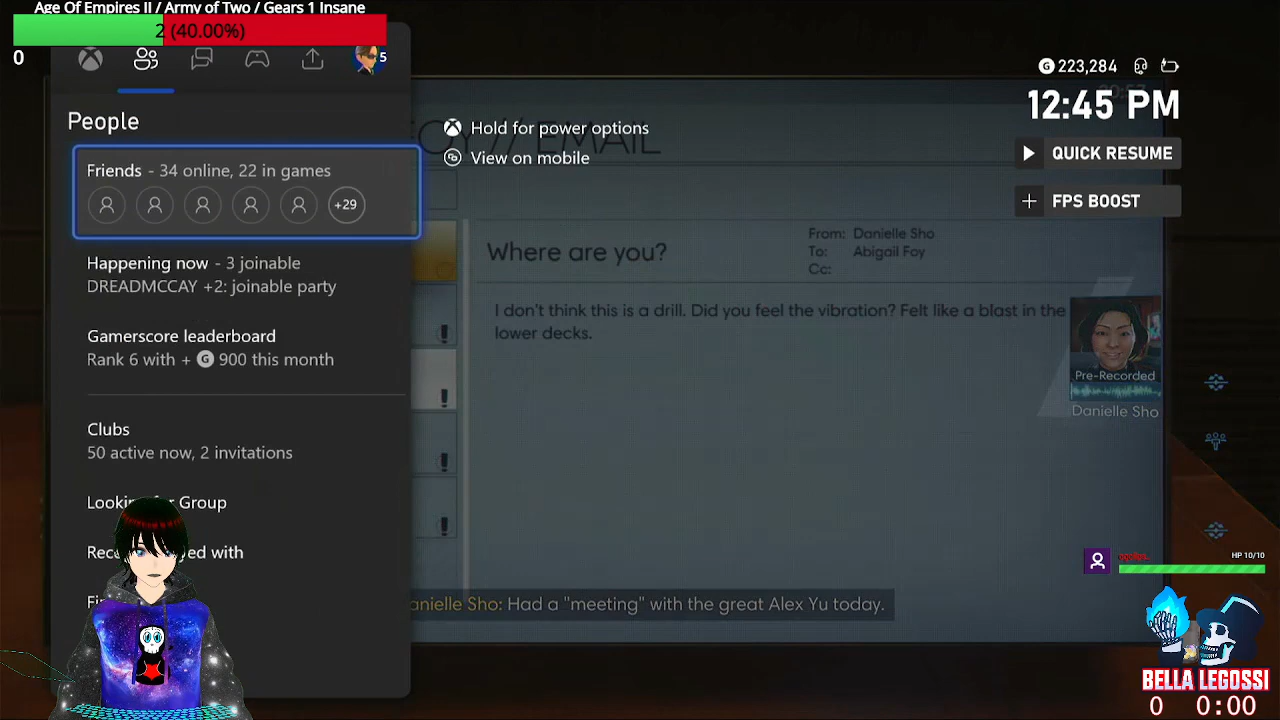 Age Of Empires II / Army of Two / Gears 1 Insane
2 (40.00%)
0
5
People
Friends - 34 online, 22 in games
+29
Happening now - 3 joinable
DREADMCCAY +2: joinable party
Gamerscore leaderboard
Rank 6 with + G 900 this month
Clubs
50 active now, 2 invitations
Looking for Group
Hold for power options
View on mobile
G 223,284
12:45 PM
QUICK RESUME
FPS BOOST
EMAIL
Where are you?
From: Danielle Sho
To: Abigail Foy
Cc:
I don't think this is a drill. Did you feel the vibration? Felt like a blast in the
lower decks.
Pre-Recorded
Danielle Sho
anielle Sho: Had a "meeting" with the great Alex Yu today.
HP 10/10
BELLA LEGOSSI
0 0:00